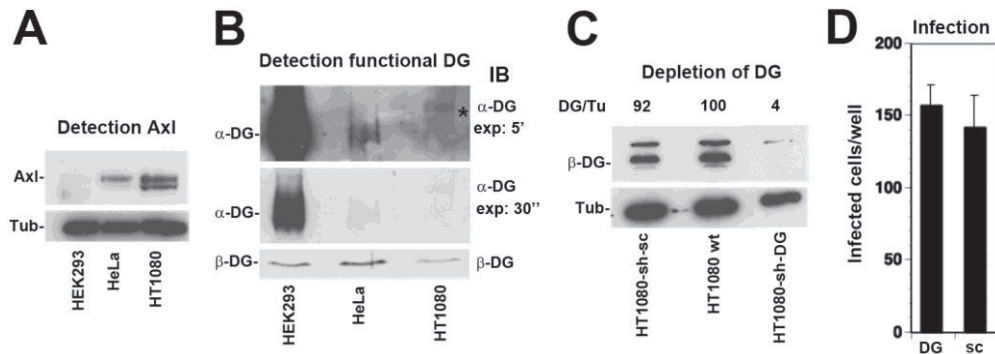 A
Detection Axl
Axl-
Tub-
HEK293
HeLa
HT1080
B
Detection functional DG
IB
α-DG-
α-DG
exp: 5’
*
α-DG-
α-DG
exp: 30’’
β-DG-
β-DG
HEK293
HeLa
HT1080
C
Depletion of DG
DG/Tu 92 100 4
β-DG-
Tub-
HT1080-sh-sc
HT1080 wt
HT1080-sh-DG
D
Infection
Infected cells/well
200
150
100
50
0
DG sc